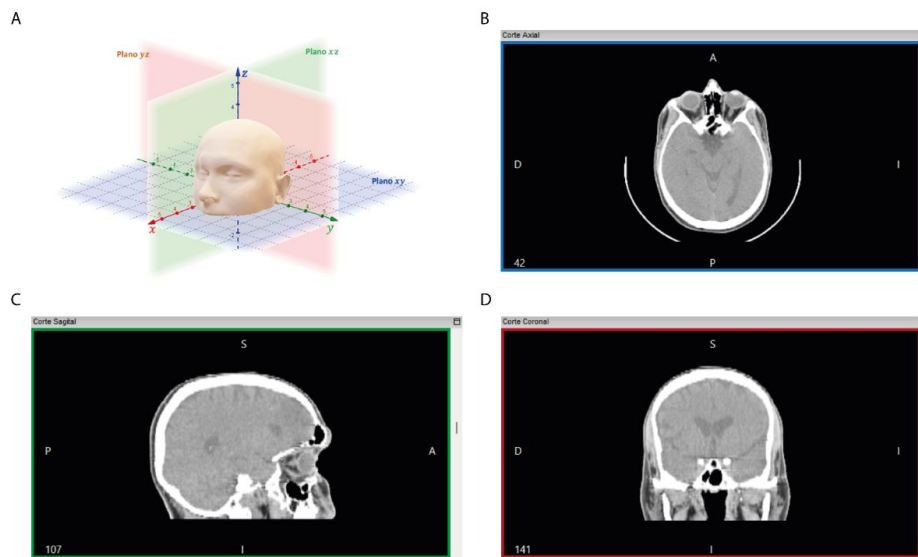 A
Plano yz
Plano xz
z
Plano xy
x
y
B
Corte Axial
A
D
I
P
42
C
Corte Sagital
S
P
A
I
107
D
Corte Coronal
S
D
I
I
141